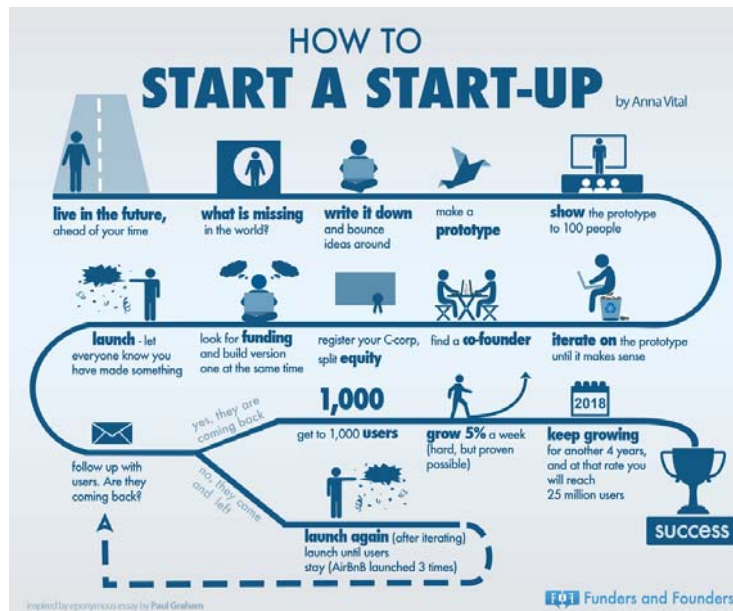 HOW TO
START A START-UP
by Anna Vital
live in the future,
ahead of your time
what is missing
in the world?
write it down
and bounce
ideas around
make a
prototype
show the prototype
to 100 people
iterate on the prototype
until it makes sense
find a co-founder
register your C-corp,
split equity
look for funding
and build version
one at the same time
launch - let
everyone know you
have made something
follow up with
users. Are they
coming back?
yes, they are
coming back
1,000
get to 1,000 users
grow 5% a week
(hard, but proven
possible)
2018
keep growing
for another 4 years,
and at that rate you
will reach
25 million users
success
no, they came
and left
launch again (after iterating)
launch until users
stay (AirBnB launched 3 times)
inspired by eponymous essay by Paul Graham
Funders and Founders